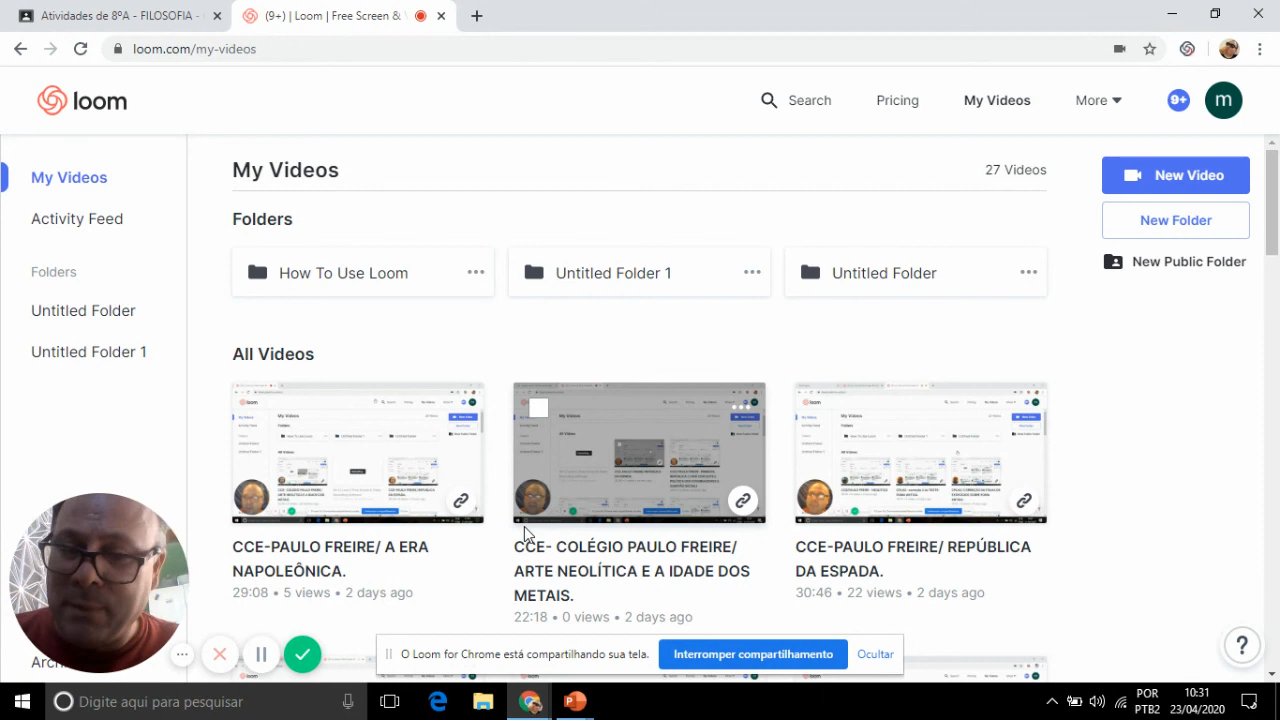 Atividades de 8ºA - FILOSOFIA -
(9+) | Loom | Free Screen &
loom.com/my-videos
loom
Search
Pricing
My Videos
More
9+
m
My Videos
Activity Feed
Folders
Untitled Folder
Untitled Folder 1
My Videos
27 Videos
Folders
How To Use Loom
Untitled Folder 1
Untitled Folder
New Video
New Folder
New Public Folder
All Videos
CCE-PAULO FREIRE/ A ERA
NAPOLEÔNICA.
29:08 • 5 views • 2 days ago
CCE- COLÉGIO PAULO FREIRE/
ARTE NEOLÍTICA E A IDADE DOS
METAIS.
22:18 • 0 views • 2 days ago
CCE-PAULO FREIRE/ REPÚBLICA
DA ESPADA.
30:46 • 22 views • 2 days ago
O Loom for Chrome está compartilhando sua tela.
Interromper compartilhamento
Ocultar
?
Digite aqui para pesquisar
POR
PTB2
10:31
23/04/2020